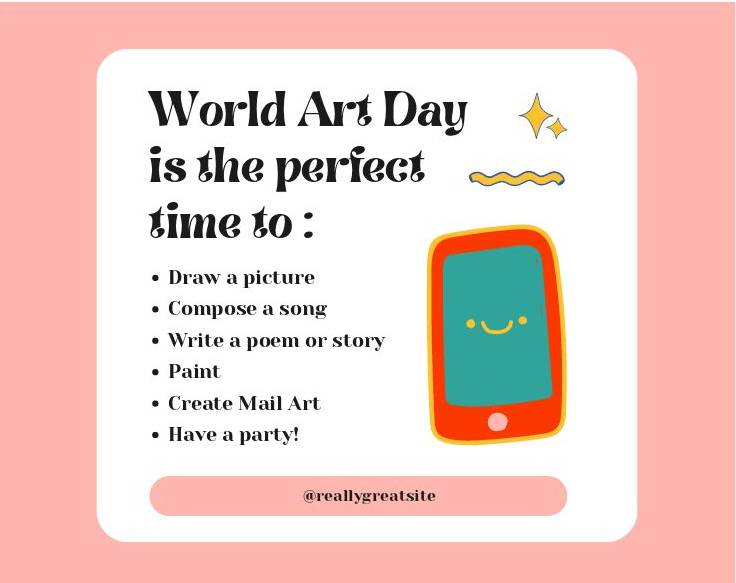 World Art Day
is the perfect
time to :
• Draw a picture
• Compose a song
• Write a poem or story
• Paint
• Create Mail Art
• Have a party!
@reallygreatsite